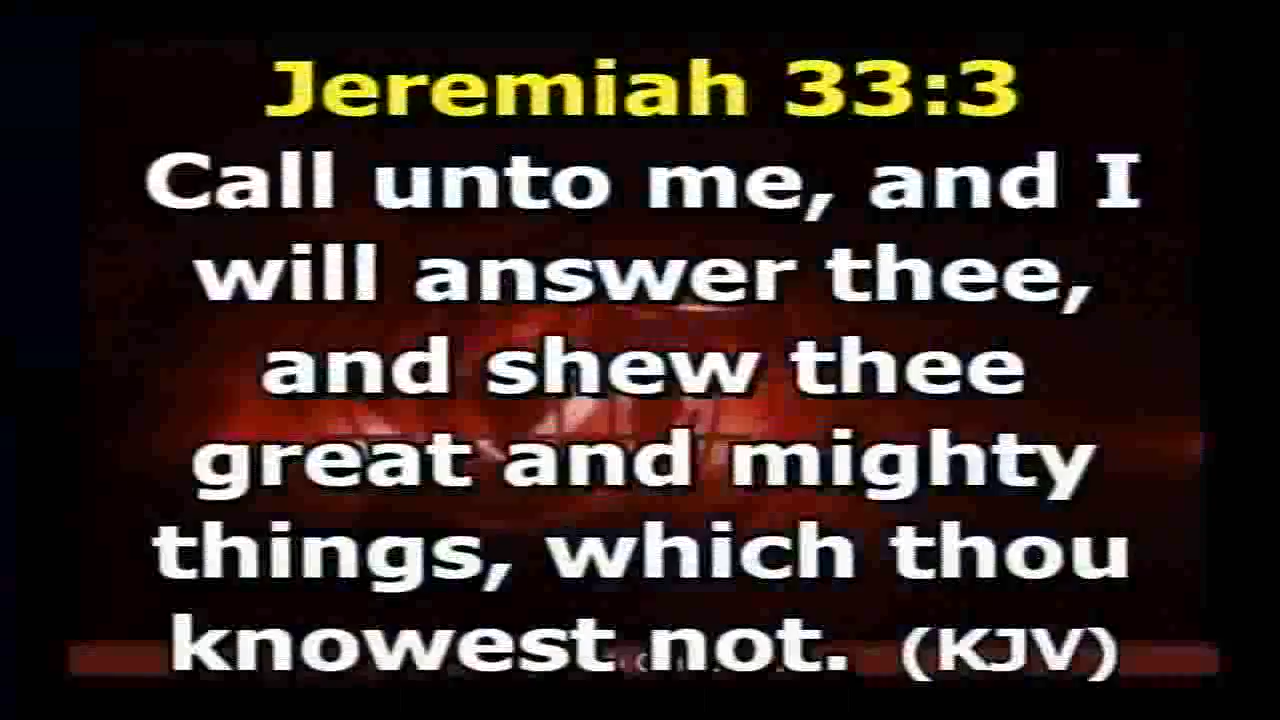 Jeremiah 33:3
Call unto me, and I
will answer thee,
and shew thee
great and mighty
things, which thou
knowest not. (KJV)